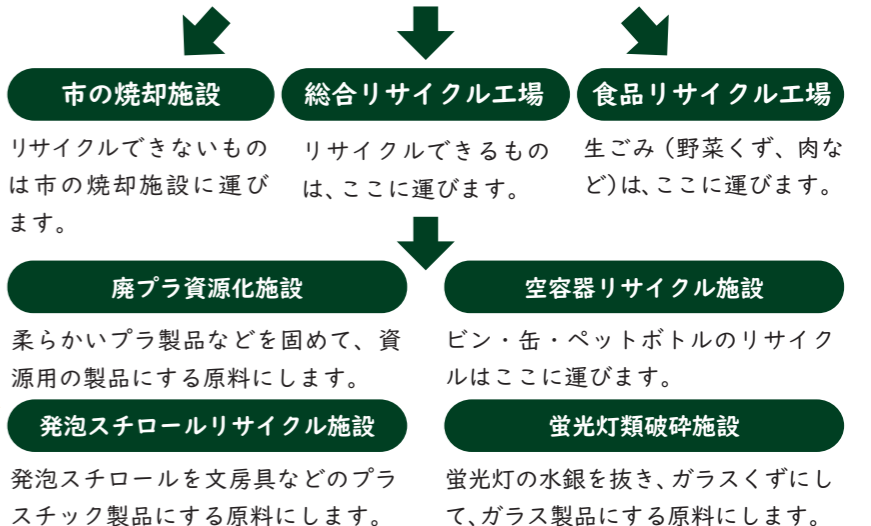 市の焼却施設
リサイクルできないもの
は市の焼却施設に運び
ます。
総合リサイクル工場
リサイクルできるもの
は、ここに運びます。
食品リサイクル工場
生ごみ（野菜くず、肉な
ど）は、ここに運びます。
廃プラ資源化施設
柔らかいプラ製品などを固めて、資
源用の製品にする原料にします。
空容器リサイクル施設
ビン・缶・ペットボトルのリサイク
ルはここに運びます。
発泡スチロールリサイクル施設
発泡スチロールを文房具などのプラ
スチック製品にする原料にします。
蛍光灯類破砕施設
蛍光灯の水銀を抜き、ガラスくずにし
て、ガラス製品にする原料にします。